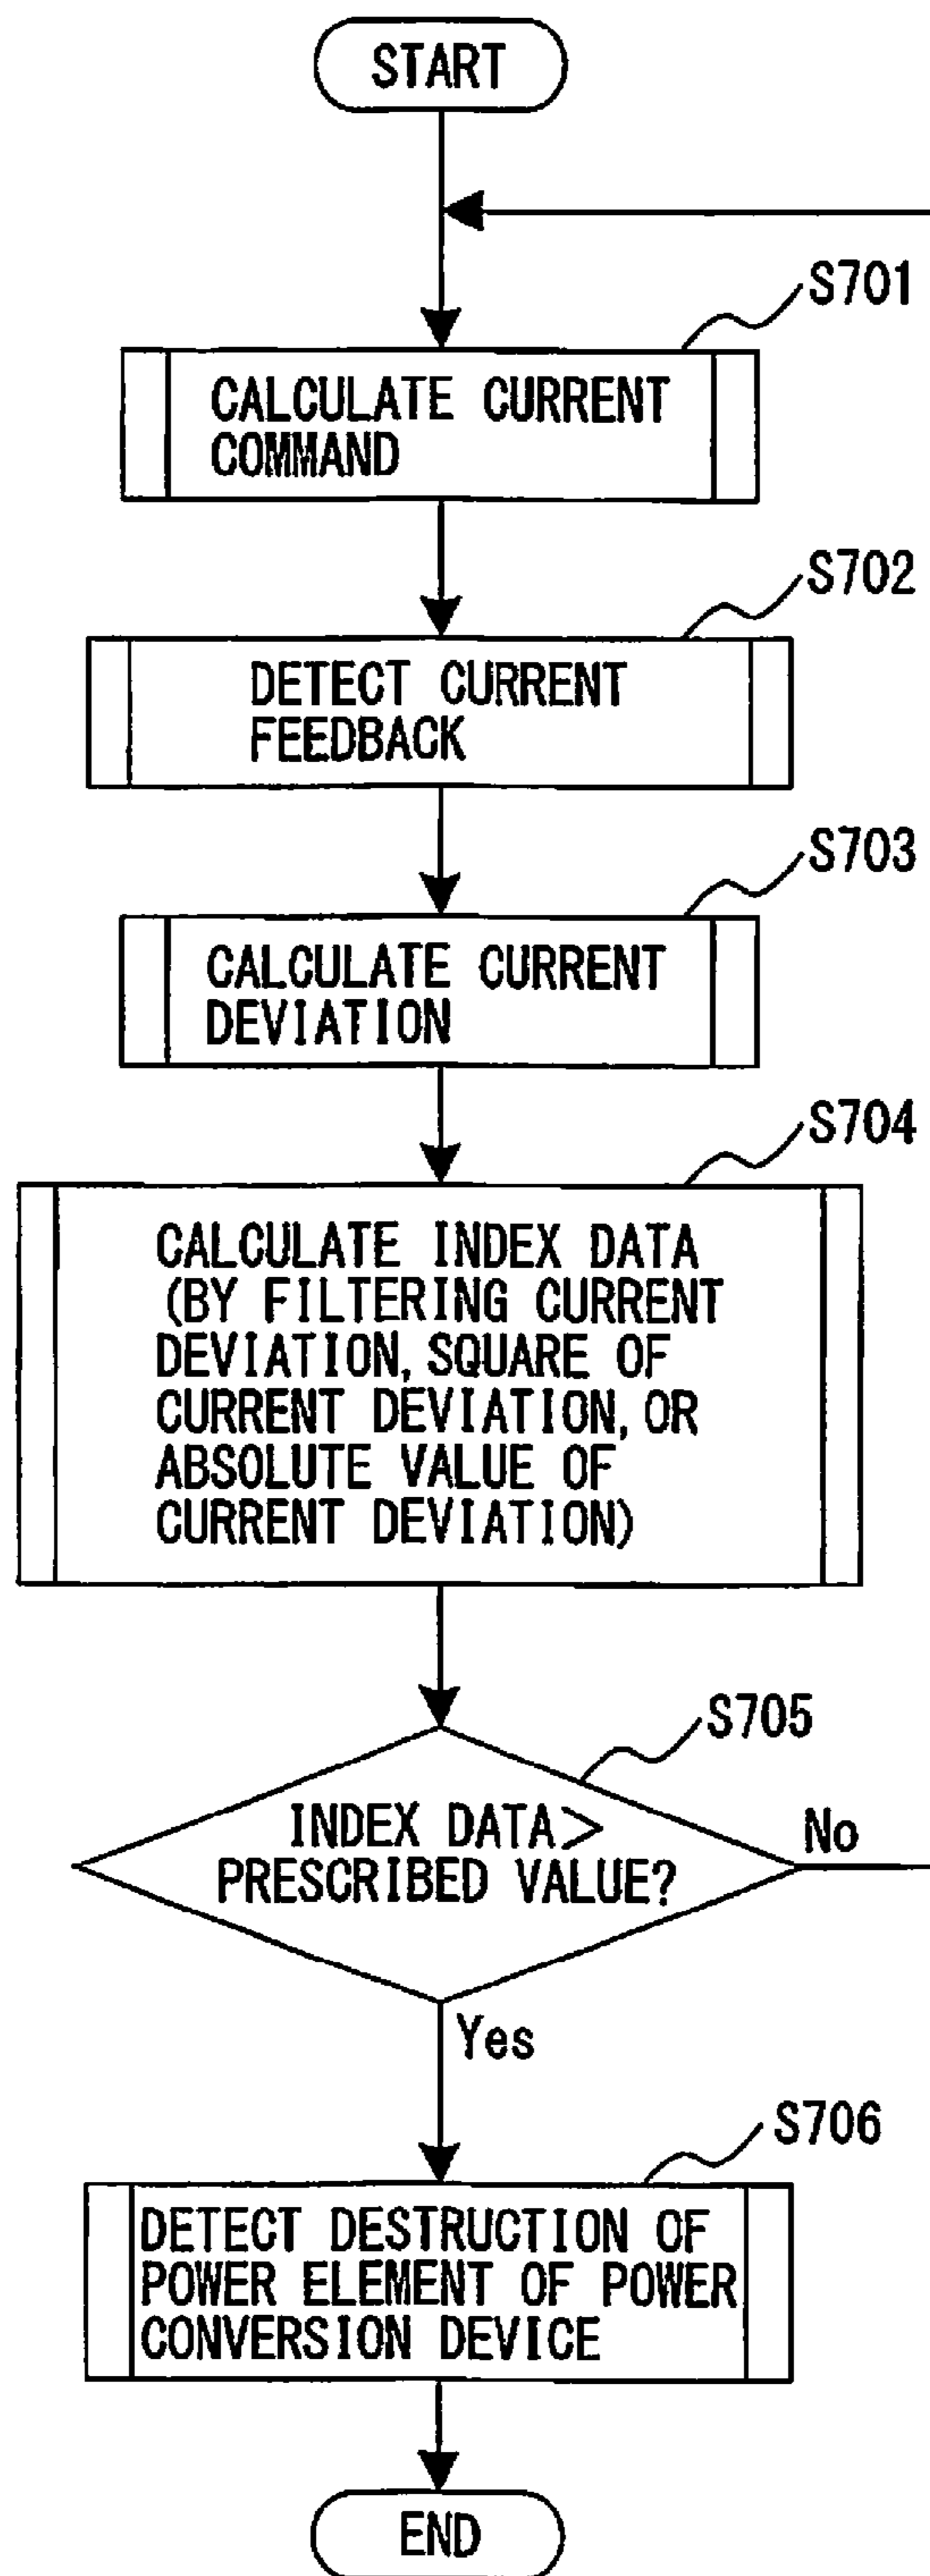 START
S701
CALCULATE CURRENT
COMMAND
S702
DETECT CURRENT
FEEDBACK
S703
CALCULATE CURRENT
DEVIATION
S704
CALCULATE INDEX DATA
(BY FILTERING CURRENT
DEVIATION, SQUARE OF
CURRENT DEVIATION, OR
ABSOLUTE VALUE OF
CURRENT DEVIATION)
S705
INDEX DATA>
PRESCRIBED VALUE?
No
Yes
S706
DETECT DESTRUCTION OF
POWER ELEMENT OF POWER
CONVERSION DEVICE
END